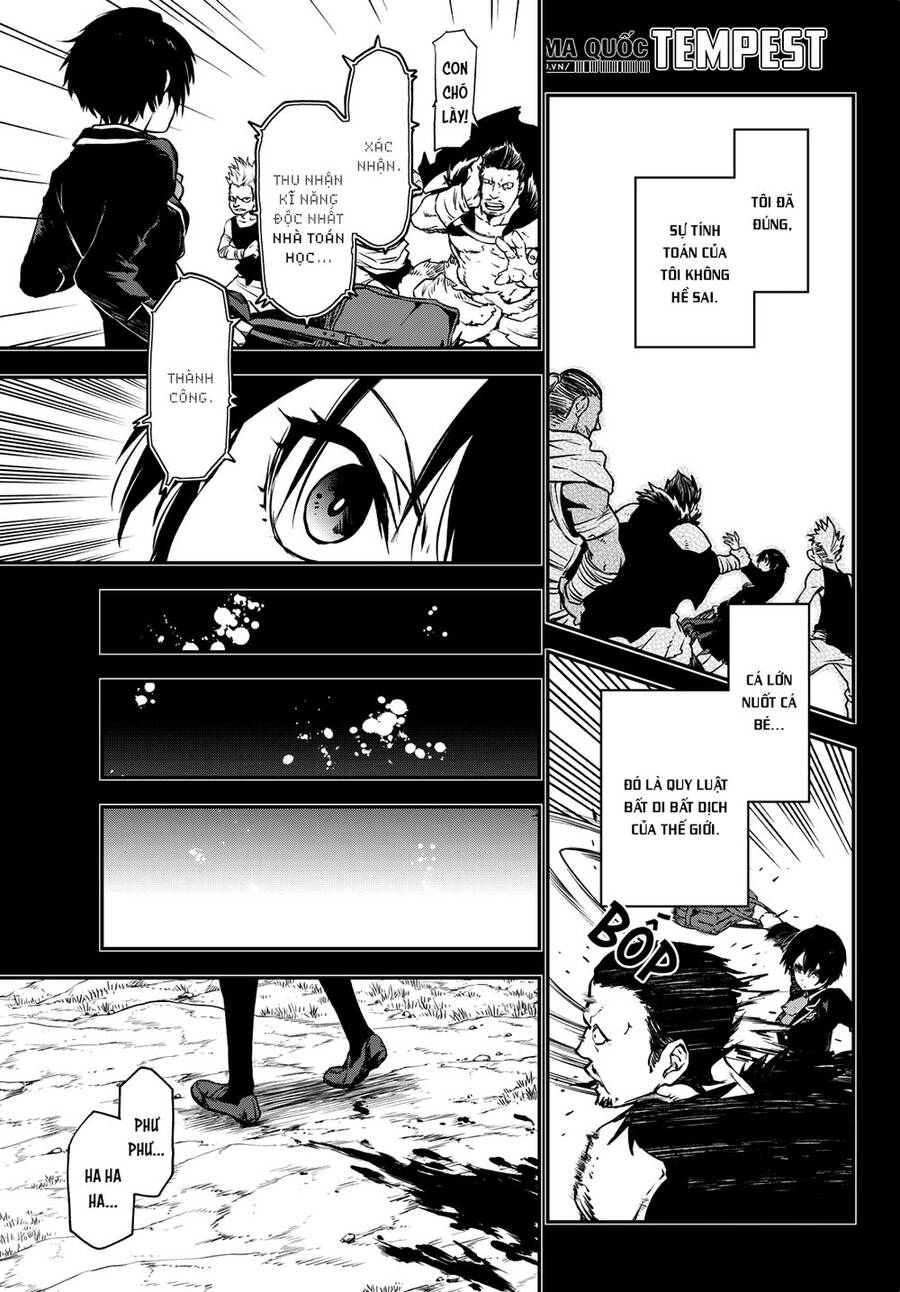 MA QUỐC TEMPEST
.VN/
TÔI ĐÃ
ĐÚNG,
SỰ TÍNH
TOÁN CỦA
TÔI KHÔNG
HỀ SAI.
CÁ LỚN
NUỐT CÁ
BÉ...
ĐÓ LÀ QUY LUẬT
BẤT DI BẤT DỊCH
CỦA THẾ GIỚI.
BỐP
CON
CHÓ
LÀY!
XÁC
NHẬN.
THU NHẬN
KĨ NĂNG
ĐỘC NHẤT
NHÀ TOÁN
HỌC...
THÀNH
CÔNG.
PHƯ
PHƯ...
HA HA
HA...